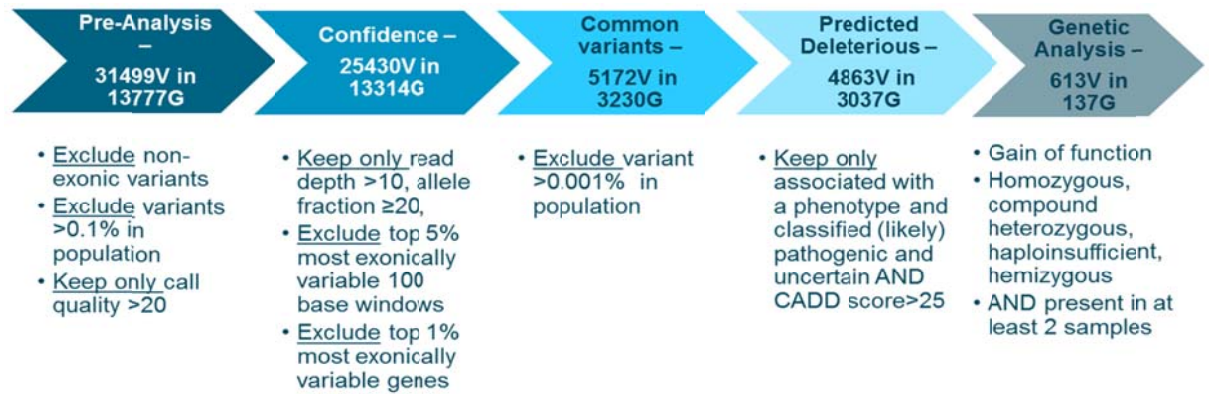 Pre-Analysis
–
31499V in
13777G
Confidence –
25430V in
13314G
Common
variants –
5172V in
3230G
Predicted
Deleterious –
4863V in
3037G
Genetic
Analysis –
613V in
137G
• Exclude non-
exonic variants
• Exclude variants
>0.1% in
population
• Keep only call
quality >20
• Keep only read
depth >10, allele
fraction ≥20,
• Exclude top 5%
most exonically
variable 100
base windows
• Exclude top 1%
most exonically
variable genes
• Exclude variant
>0.001% in
population
• Keep only
associated with
a phenotype and
classified (likely)
pathogenic and
uncertain AND
CADD score>25
• Gain of function
• Homozygous,
compound
heterozygous,
haploinsufficient,
hemizygous
• AND present in at
least 2 samples